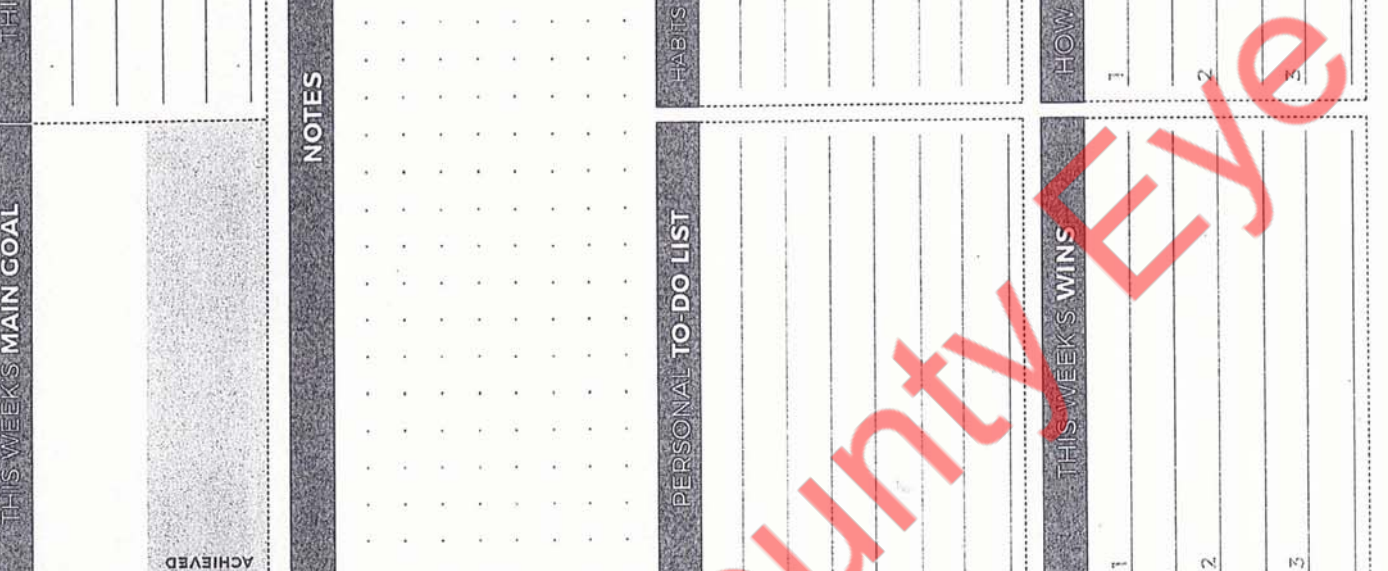 THI
THIS WEEK'S MAIN GOAL
ACHIEVED
NOTES
HABITS
PERSONAL TO-DO LIST
HOW
1
2
3
THIS WEEK'S WINS
1
2
3
unty Eye